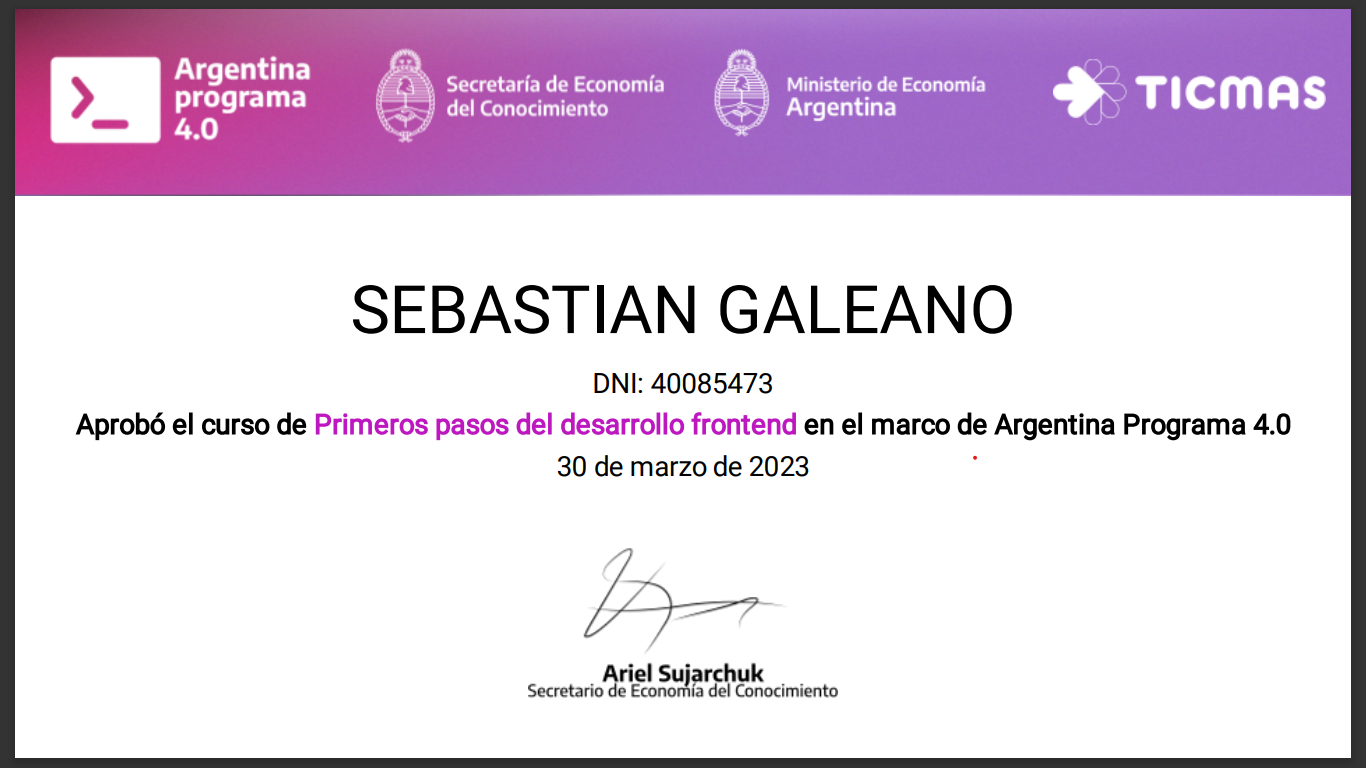 Argentina
programa
4.0
Secretaría de Economía
del Conocimiento
Ministerio de Economía
Argentina
TICMAS
SEBASTIAN GALEANO
DNI: 40085473
Aprobó el curso de Primeros pasos del desarrollo frontend en el marco de Argentina Programa 4.0
30 de marzo de 2023
Ariel Sujarchuk
Secretario de Economía del Conocimiento